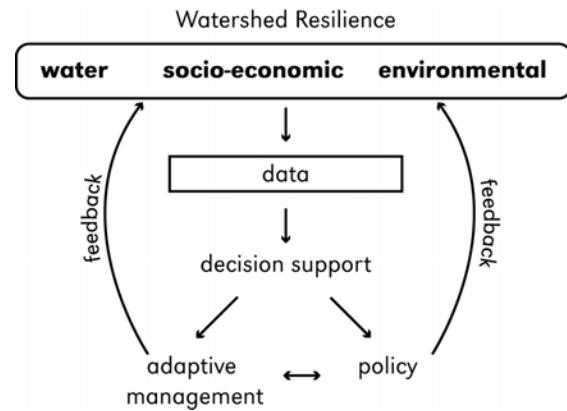 Watershed Resilience
water socio-economic environmental
data
feedback
feedback
decision support
adaptive
management
policy